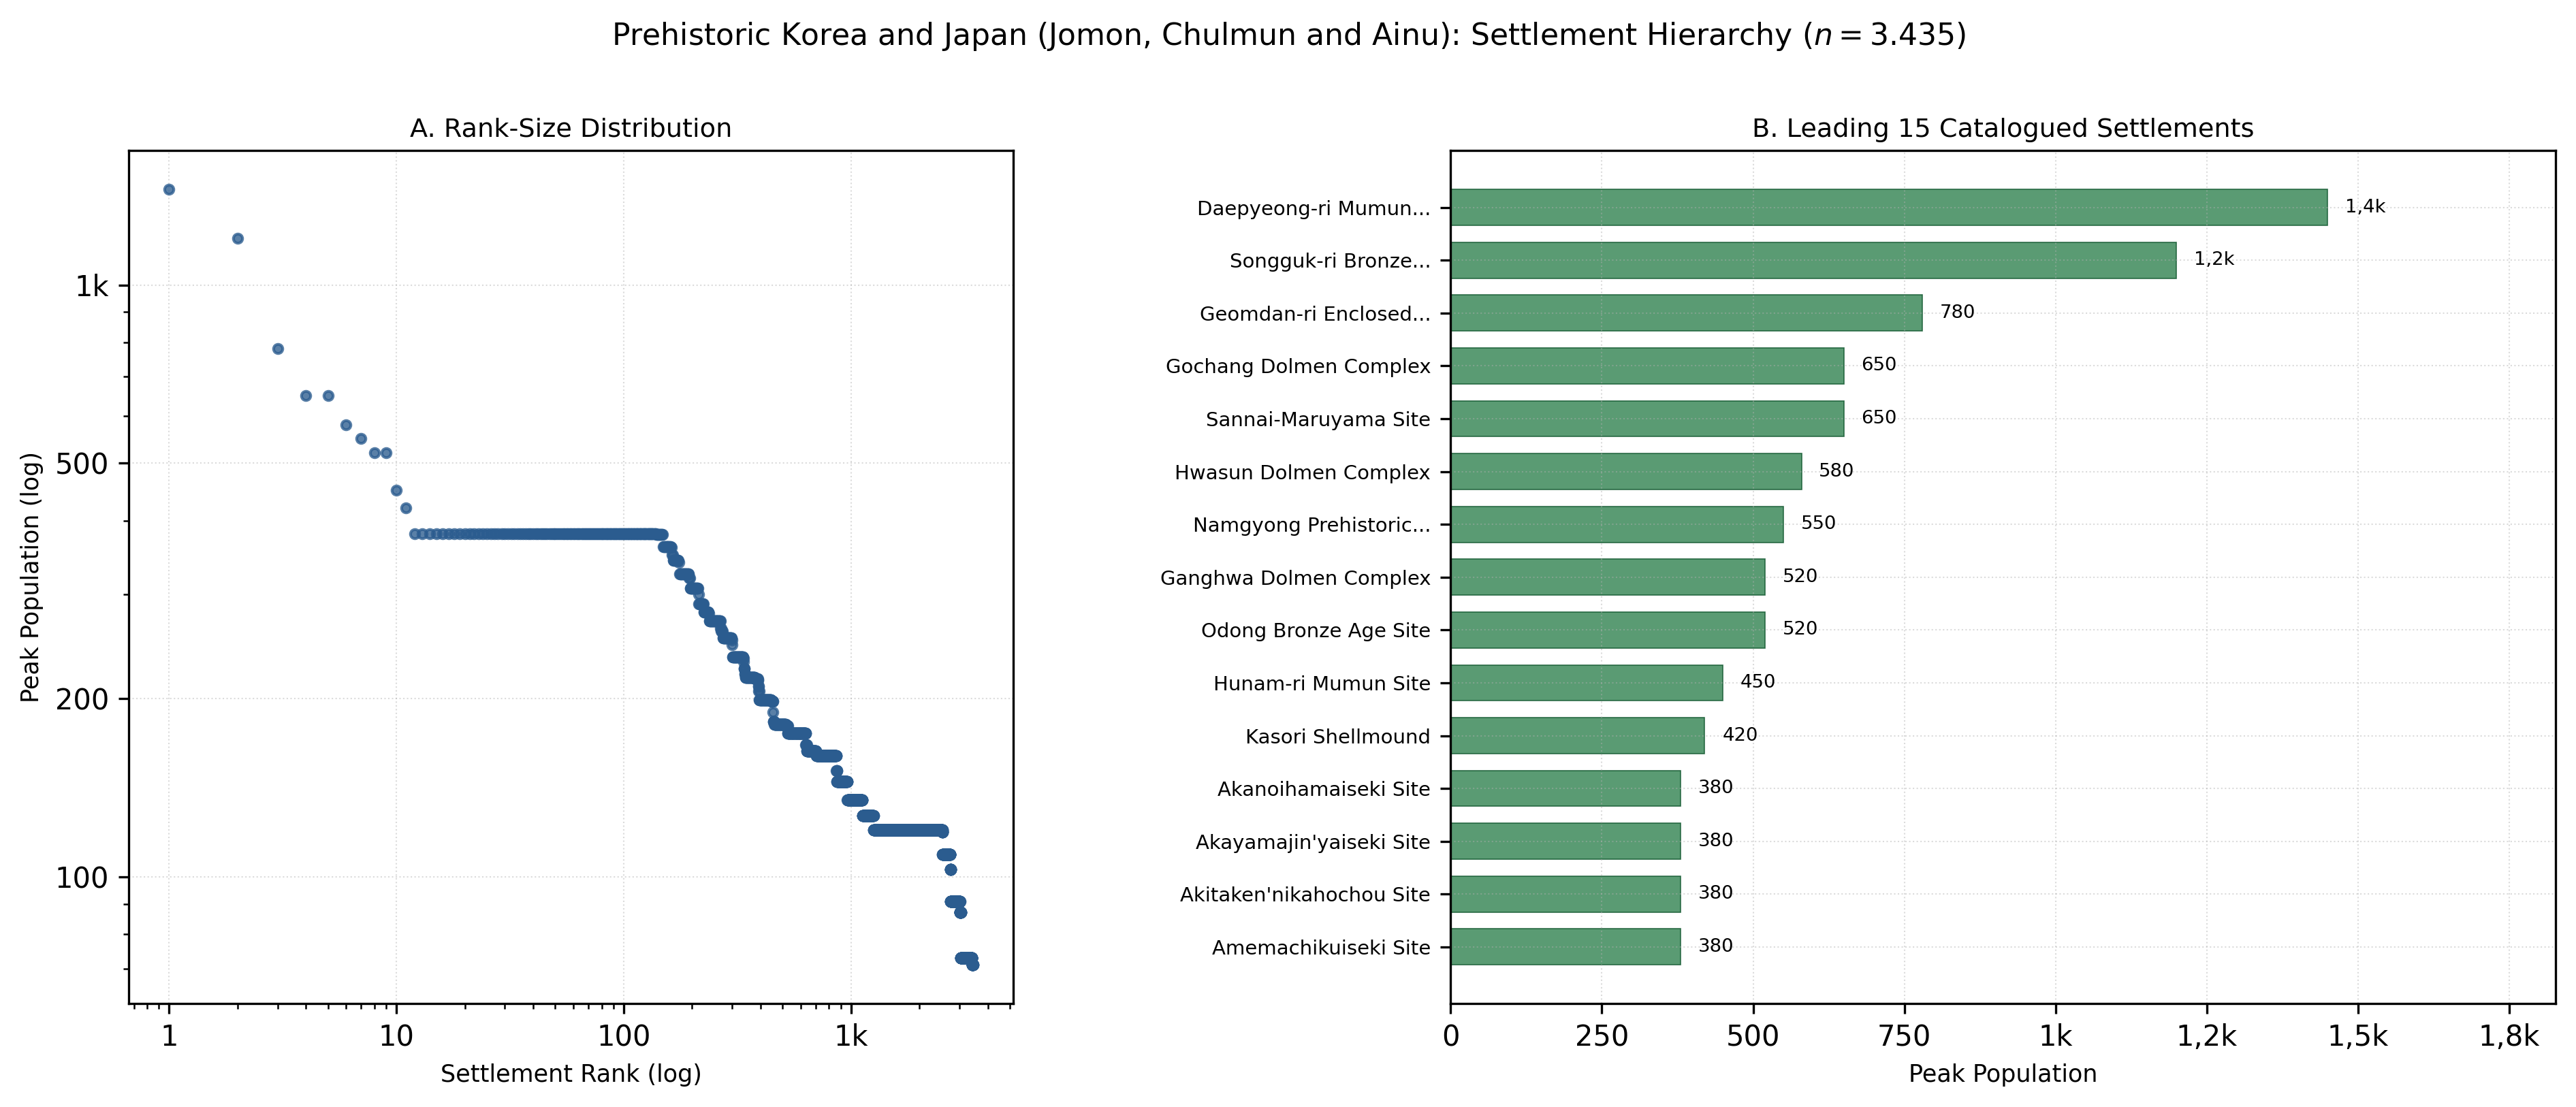 Prehistoric Korea and Japan (Jomon, Chulmun and Ainu): Settlement Hierarchy (n = 3.435)
A. Rank-Size Distribution
Peak Population (log)
1k
500
200
100
1
10
100
1k
Settlement Rank (log)
B. Leading 15 Catalogued Settlements
Daepyeong-ri Mumun... 1,4k
Songguk-ri Bronze... 1,2k
Geomdan-ri Enclosed... 780
Gochang Dolmen Complex 650
Sannai-Maruyama Site 650
Hwasun Dolmen Complex 580
Namgyong Prehistoric... 550
Ganghwa Dolmen Complex 520
Odong Bronze Age Site 520
Hunam-ri Mumun Site 450
Kasori Shellmound 420
Akanoihamaiseki Site 380
Akayamajin'yaiseki Site 380
Akitaken'nikahochou Site 380
Amemachikuiseki Site 380
0 250 500 750 1k 1,2k 1,5k 1,8k
Peak Population